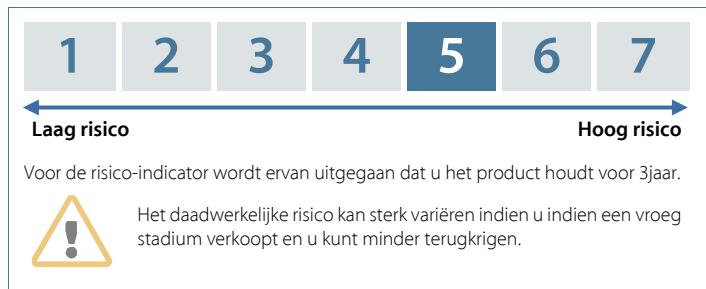 1 2 3 4 5 6 7
Laag risico Hoog risico
Voor de risico-indicator wordt ervan uitgegaan dat u het product houdt voor 3jaar.
Het daadwerkelijke risico kan sterk variëren indien u indien een vroeg
stadium verkoopt en u kunt minder terugkrigen.